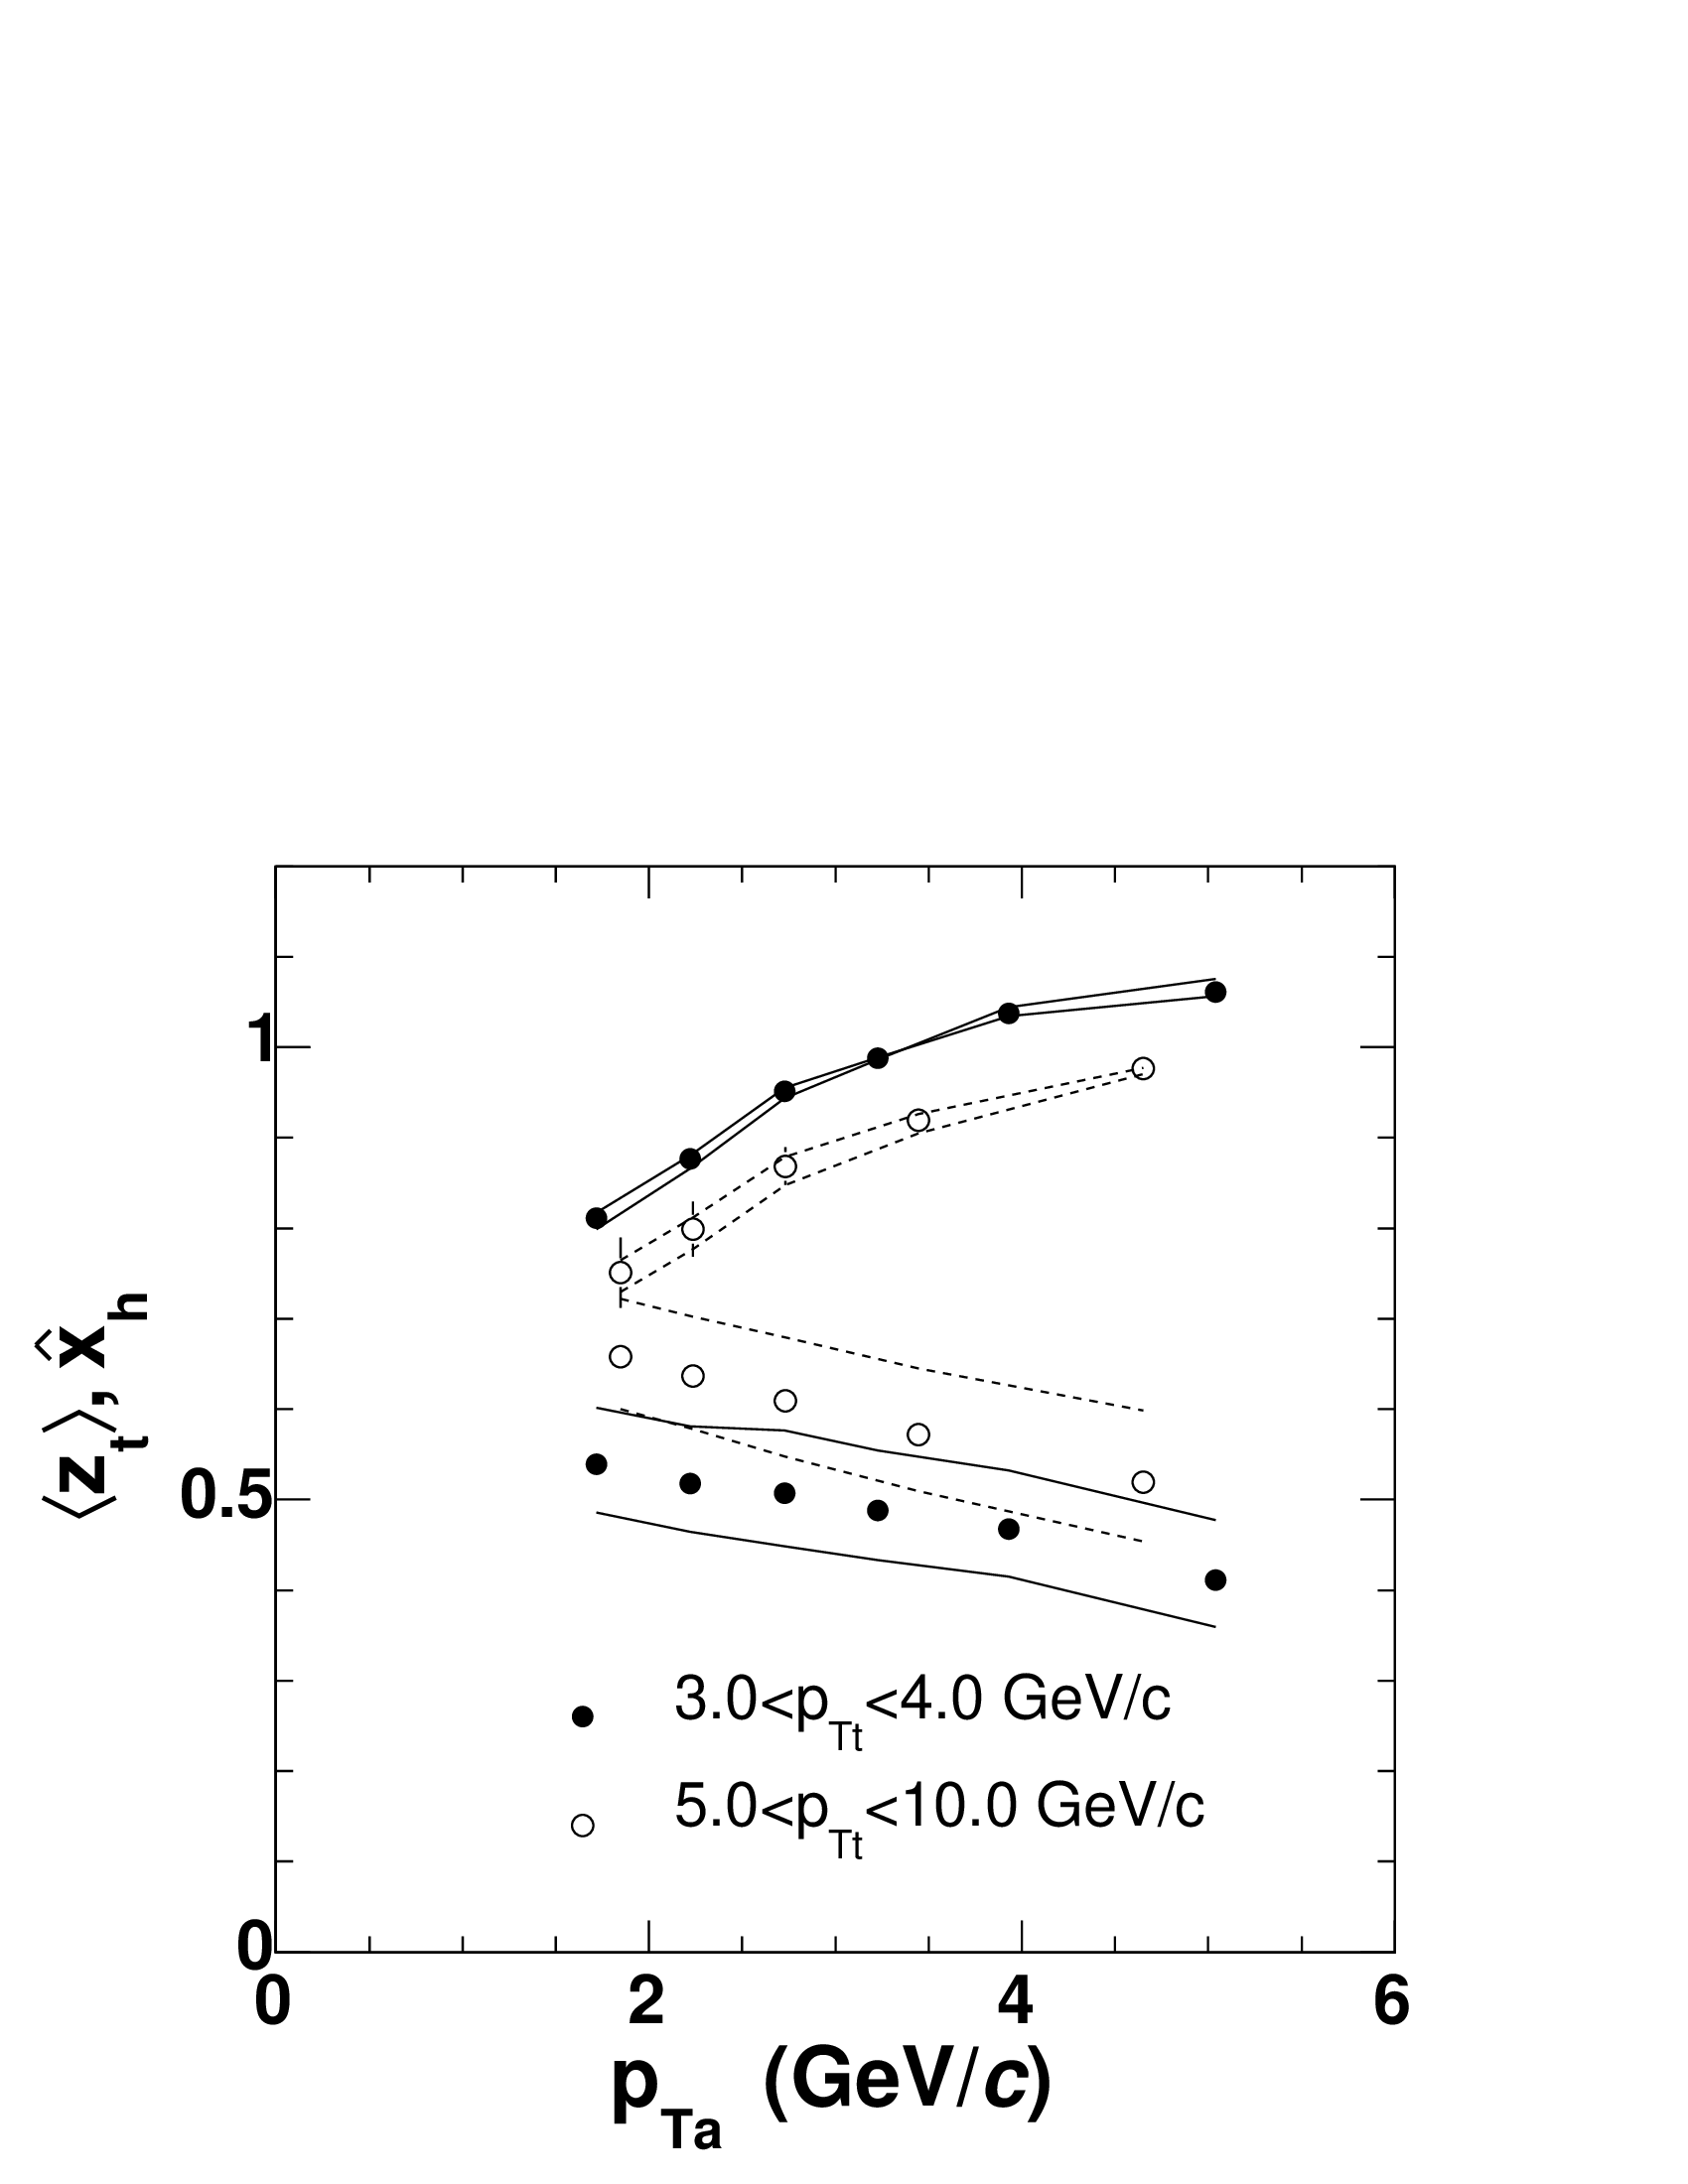 1
0.5
0
0 2 4 6
⟨z_t⟩, x̂_h
3.0<p_Tt<4.0 GeV/c
5.0<p_Tt<10.0 GeV/c
p_Ta (GeV/c)